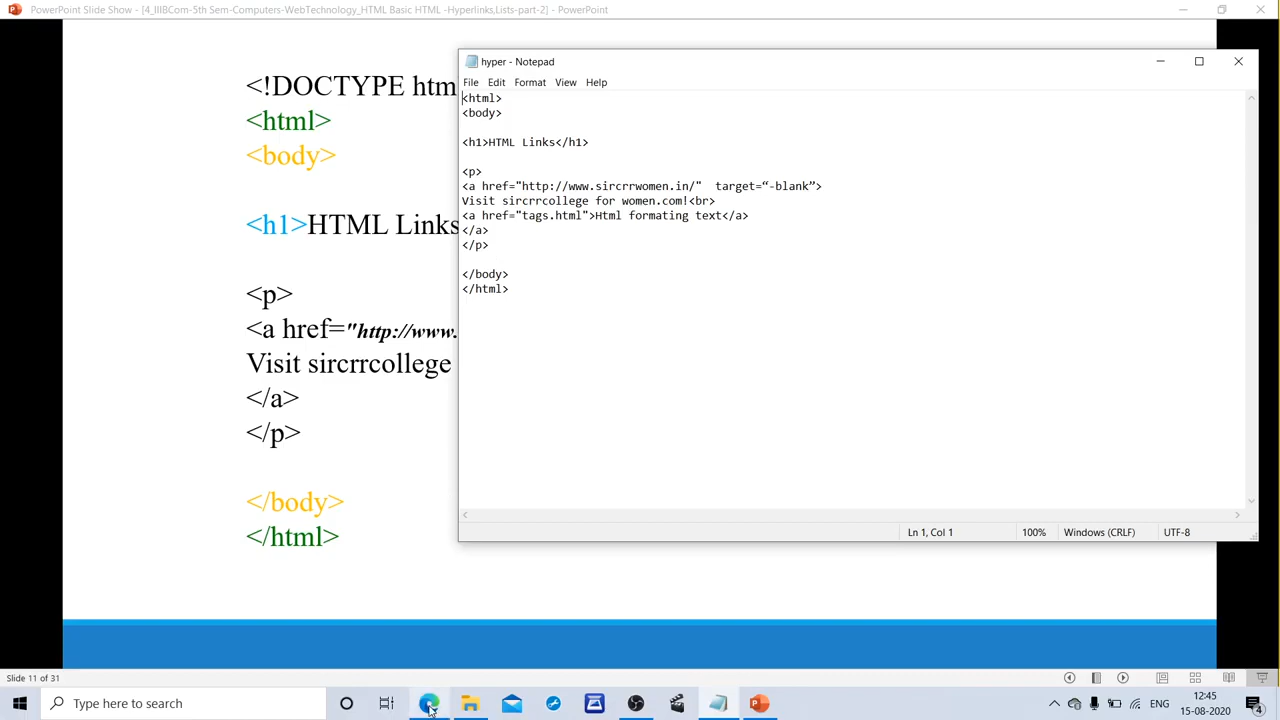 PowerPoint Slide Show - [4_IIIBCom-5th Sem-Computers-WebTechnology_HTML Basic HTML -Hyperlinks,Lists-part-2] - PowerPoint
<!DOCTYPE htm
<html>
<body>
<h1>HTML Links
<p>
<a href="http://www.
Visit sircrrcollege
</a>
</p>
</body>
</html>
hyper - Notepad
File Edit Format View Help
<html>
<body>
<h1>HTML Links</h1>
<p>
<a href="http://www.sircrrwomen.in/" target=“-blank”>
Visit sircrrcollege for women.com!<br>
<a href="tags.html">Html formating text</a>
</a>
</p>
</body>
</html>
Ln 1, Col 1 100% Windows (CRLF) UTF-8
Slide 11 of 31
Type here to search
ENG
12:45
15-08-2020
4